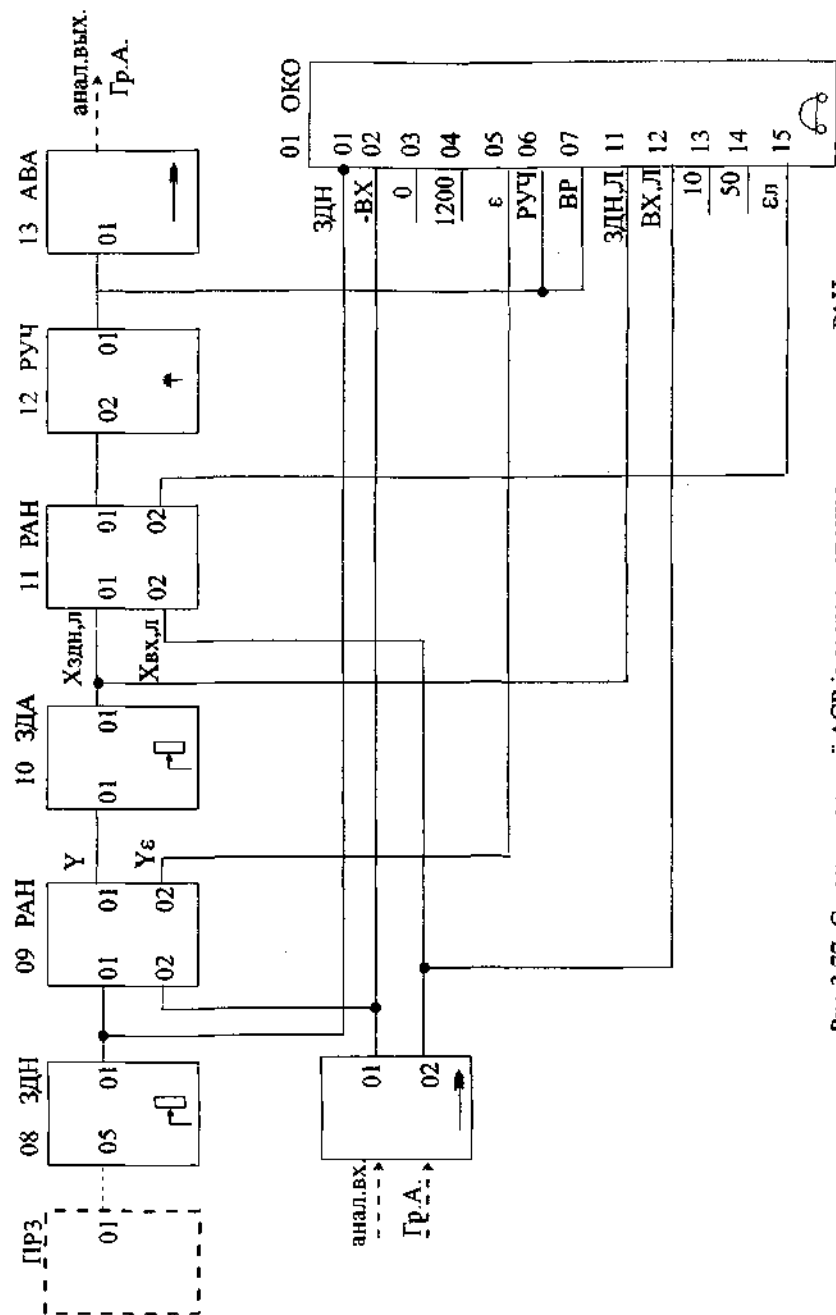 ПРЗ
01
08 ЗДН
05
01
09 РАН
01
01
02
02
Y
Yε
10 ЗДА
01
01
Xздн,л
Xвх,л
11 РАН
01
01
02
02
12 РУЧ
02
01
13 АВА
01
анал.вых.
Гр.А.
анал.вх.
Гр.А.
01
02
01 ОКО
ЗДН 01
-ВХ 02
0 03
1200 04
ε 05
РУЧ 06
ВР 07
ЗДН,Л 11
ВХ,Л 12
10 13
50 14
εл 15